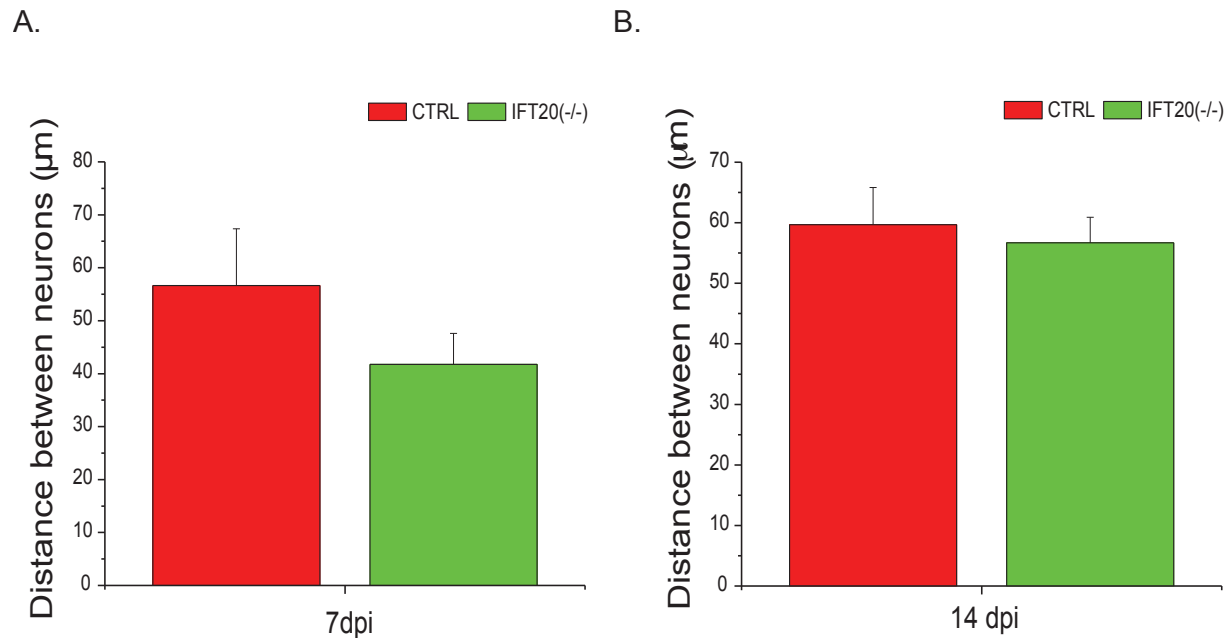 A.
CTRL IFT20(-/-)
Distance between neurons (µm)
80
70
60
50
40
30
20
10
0
7dpi
B.
CTRL IFT20(-/-)
Distance between neurons (µm)
70
60
50
40
30
20
10
0
14 dpi